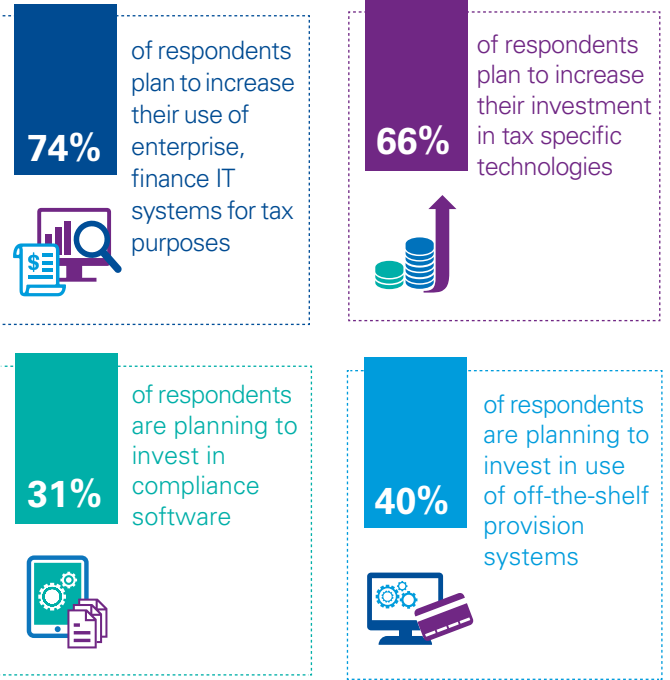 74%
of respondents
plan to increase
their use of
enterprise,
finance IT
systems for tax
purposes
$
66%
of respondents
plan to increase
their investment
in tax specific
technologies
31%
of respondents
are planning to
invest in
compliance
software
40%
of respondents
are planning to
invest in use
of off-the-shelf
provision
systems